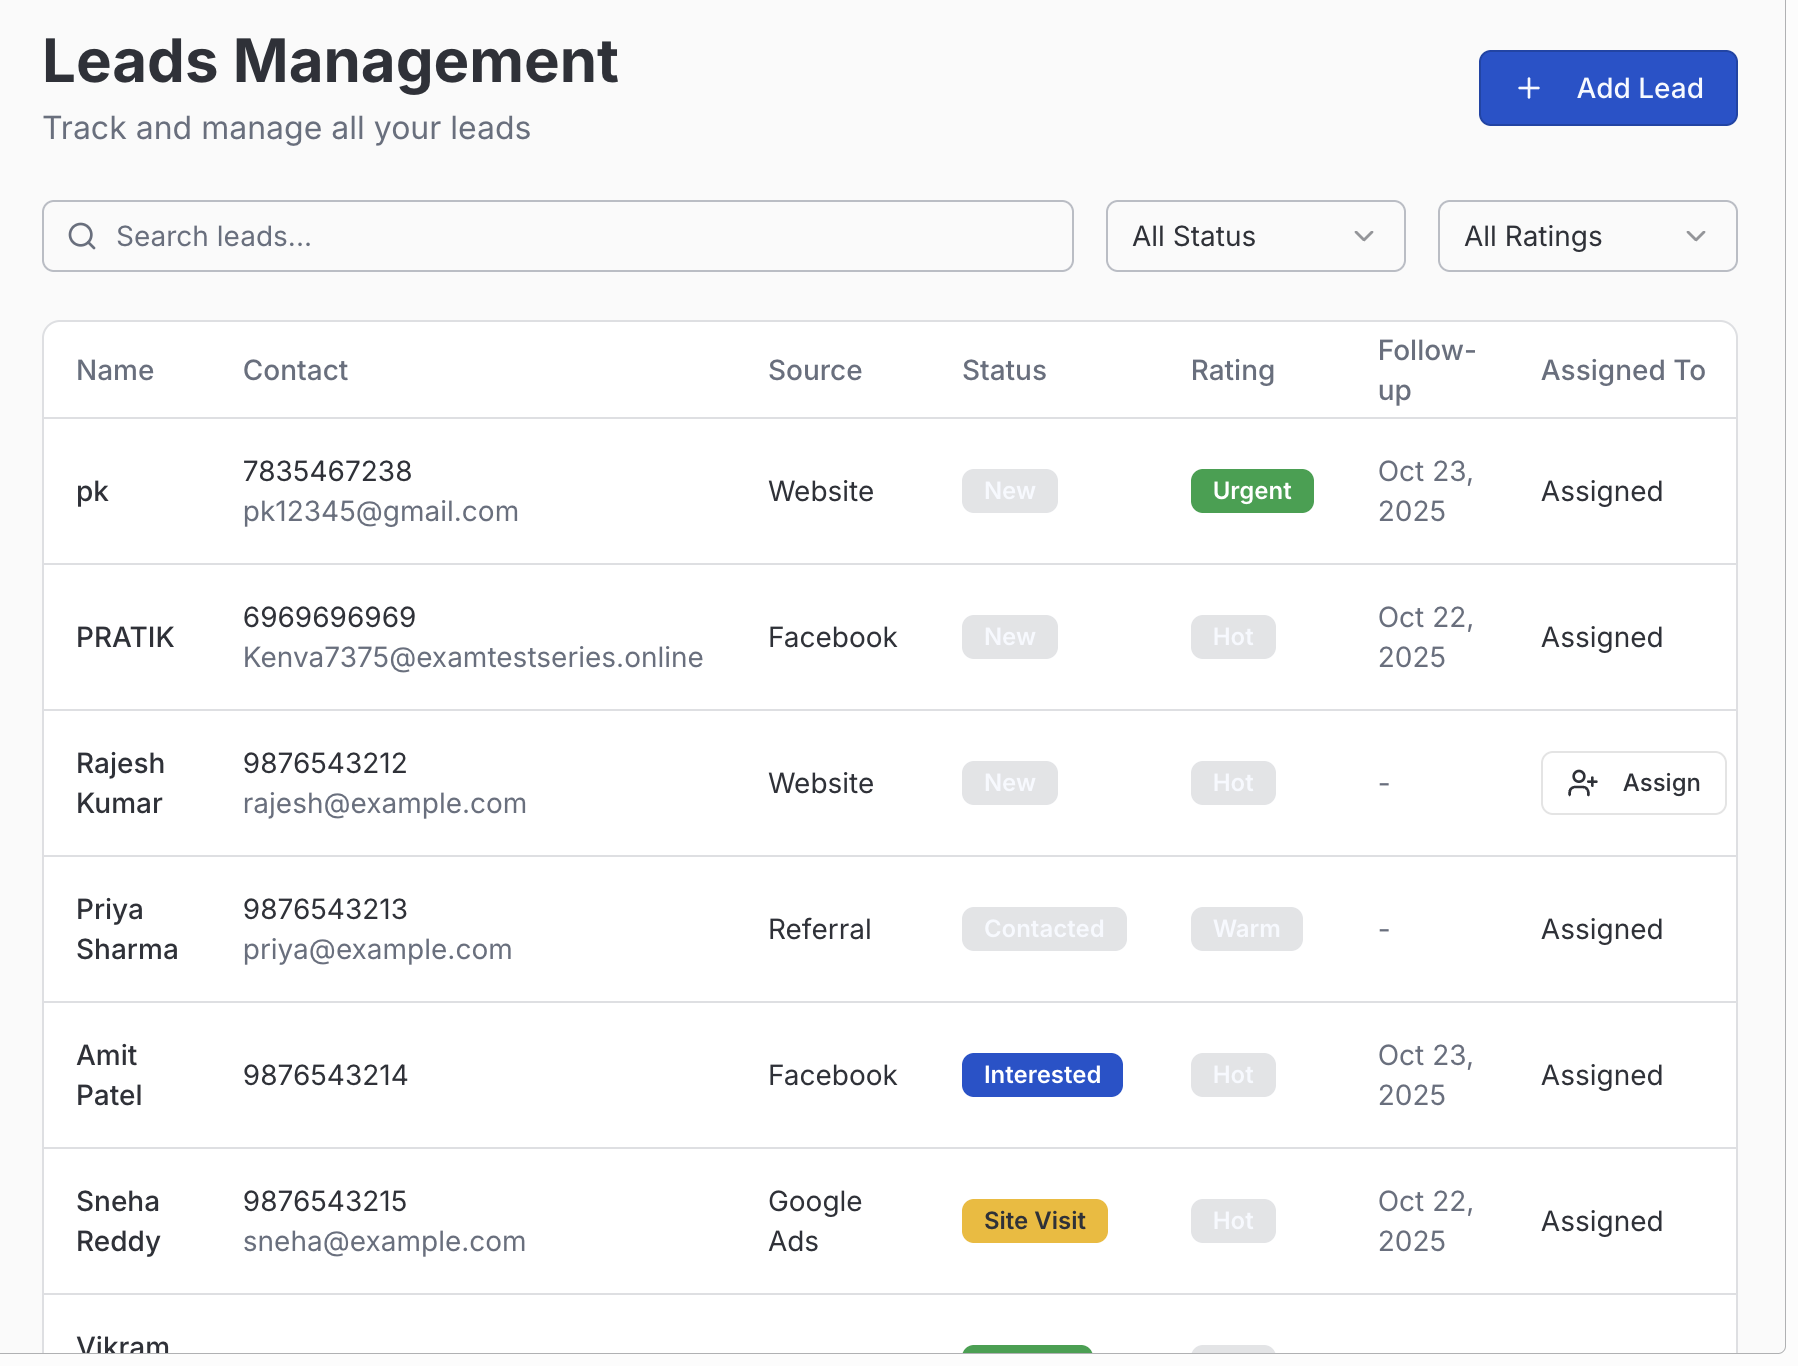 Leads Management
Track and manage all your leads
Add Lead
Search leads...
All Status
All Ratings
Name Contact Source Status Rating Follow-
up Assigned To
pk
7835467238
pk12345@gmail.com
Website
New
Urgent
Oct 23,
2025
Assigned
PRATIK
6969696969
Kenva7375@examtestseries.online
Facebook
New
Hot
Oct 22,
2025
Assigned
Rajesh
Kumar
9876543212
rajesh@example.com
Website
New
Hot
-
Assign
Priya
Sharma
9876543213
priya@example.com
Referral
Contacted
Warm
-
Assigned
Amit
Patel
9876543214
Facebook
Interested
Hot
Oct 23,
2025
Assigned
Sneha
Reddy
9876543215
sneha@example.com
Google
Ads
Site Visit
Hot
Oct 22,
2025
Assigned
Vikram